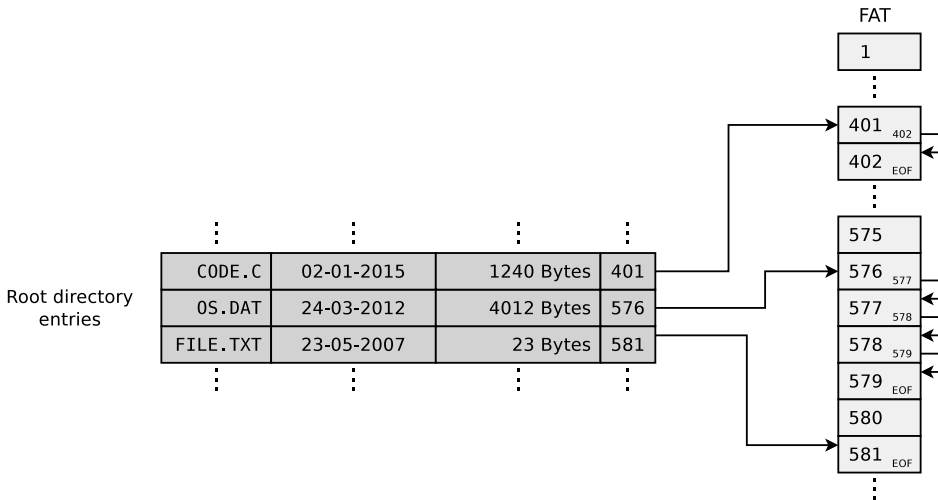 FAT
1
401 402
402 EOF
575
576 577
577 578
578 579
579 EOF
580
581 EOF
Root directory
entries
CODE.C 02-01-2015 1240 Bytes 401
OS.DAT 24-03-2012 4012 Bytes 576
FILE.TXT 23-05-2007 23 Bytes 581